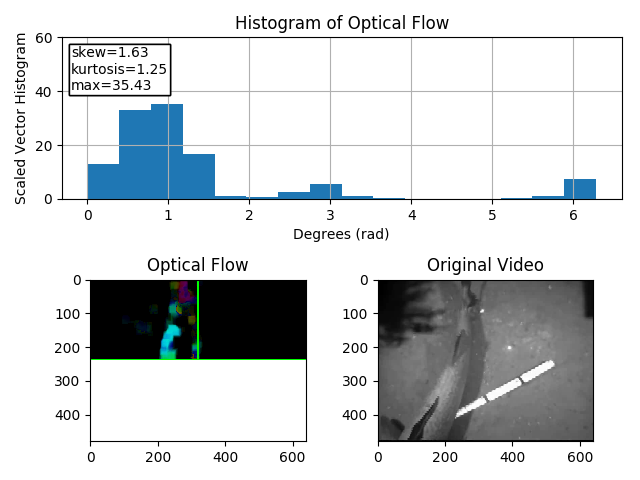 Histogram of Optical Flow
60
40
20
0
Scaled Vector Histogram
skew=1.63
kurtosis=1.25
max=35.43
0 1 2 3 4 5 6
Degrees (rad)
Optical Flow
0
100
200
300
400
0 200 400 600
Original Video
0
100
200
300
400
0 200 400 600